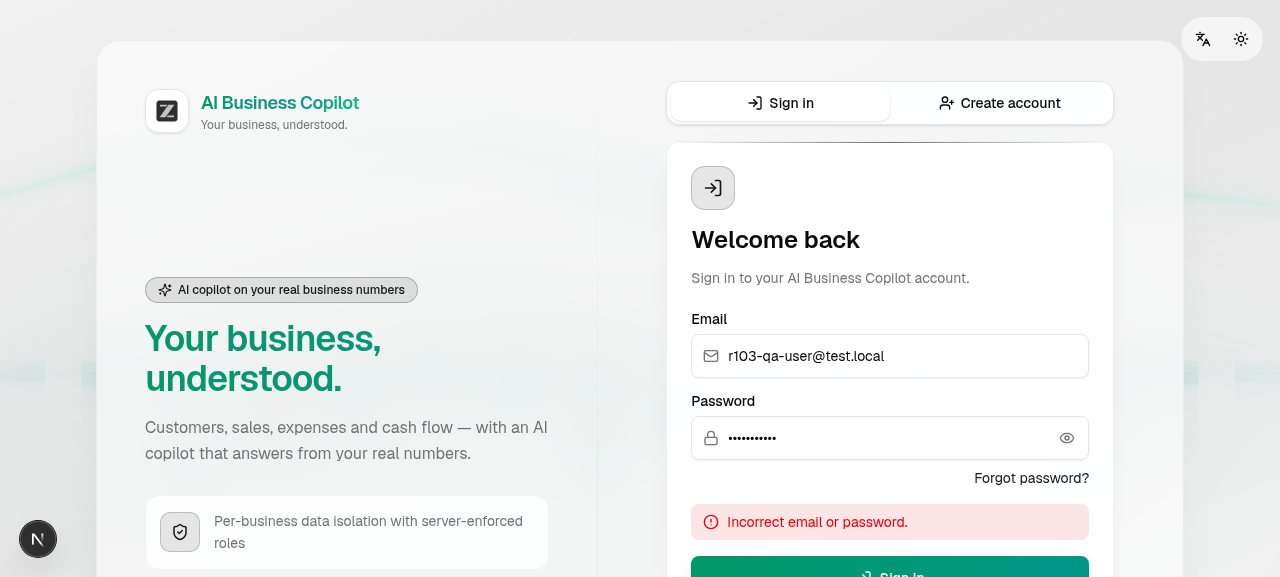 AI Business Copilot
Your business, understood.
AI copilot on your real business numbers
Your business,
understood.
Customers, sales, expenses and cash flow — with an AI
copilot that answers from your real numbers.
Per-business data isolation with server-enforced
roles
Sign in
Create account
Welcome back
Sign in to your AI Business Copilot account.
Email
r103-qa-user@test.local
Password
•••••••••••
Forgot password?
Incorrect email or password.
Sign in